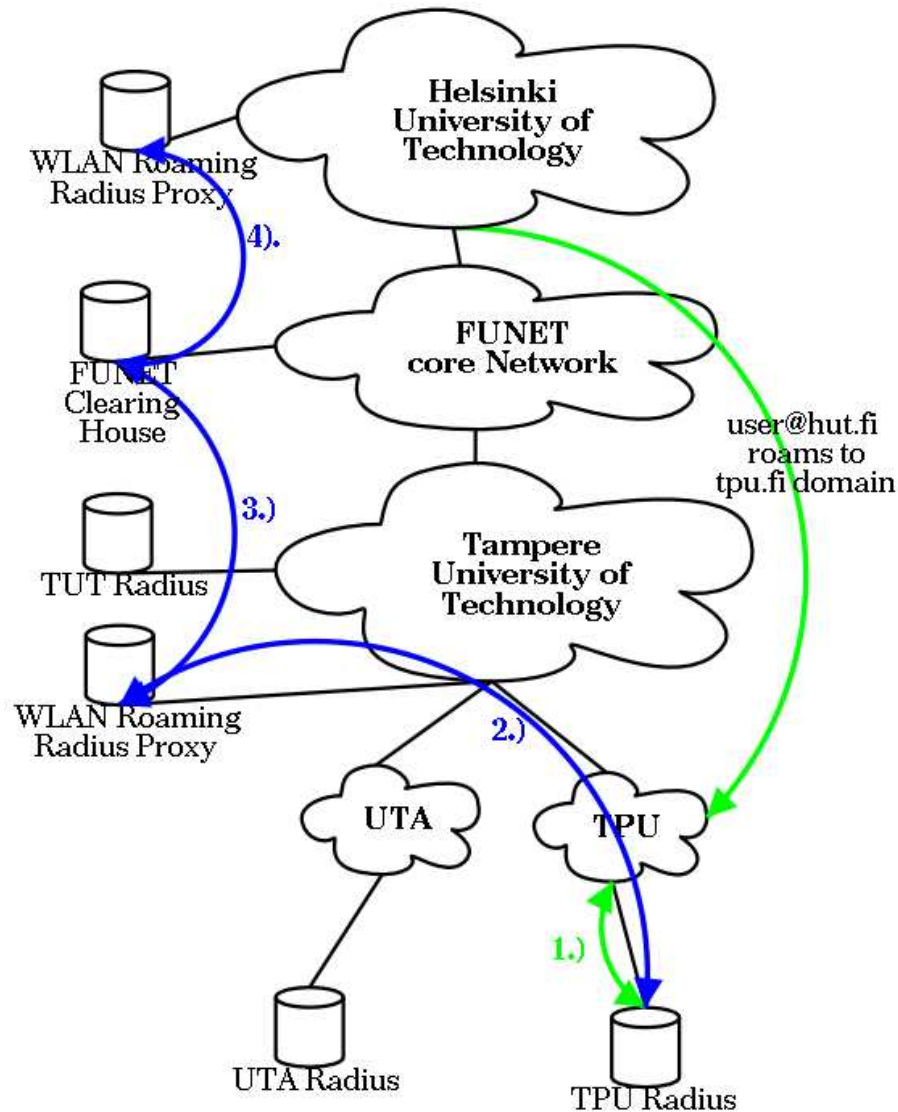 Helsinki
University of
Technology
WLAN Roaming
Radius Proxy
4).
FUNET
core Network
FUNET
Clearing
House
user@hut.fi
roams to
tpu.fi domain
3.)
Tampere
University of
Technology
TUT Radius
WLAN Roaming
Radius Proxy
2.)
UTA
TPU
1.)
UTA Radius
TPU Radius